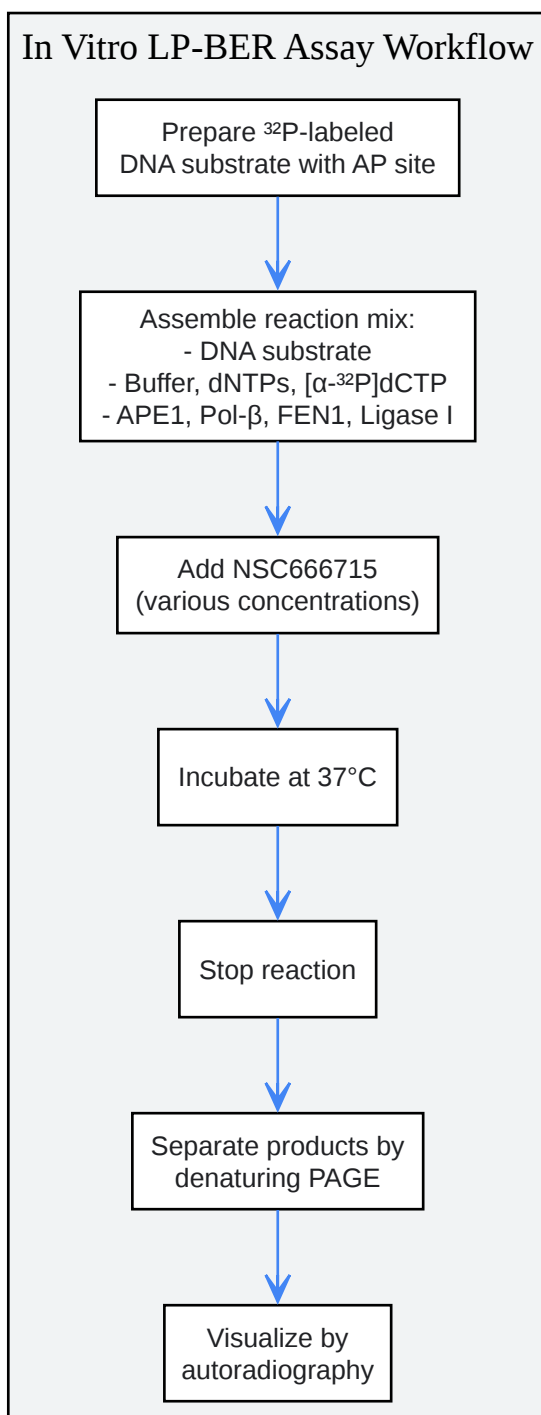 In Vitro LP-BER Assay Workflow
Prepare ³²P-labeled
DNA substrate with AP site
Assemble reaction mix:
- DNA substrate
- Buffer, dNTPs, [α-³²P]dCTP
- APE1, Pol-β, FEN1, Ligase I
Add NSC666715
(various concentrations)
Incubate at 37°C
Stop reaction
Separate products by
denaturing PAGE
Visualize by
autoradiography